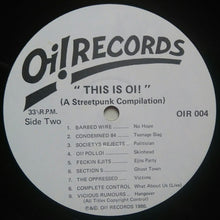 Oi! RECORDS
" THIS IS OI! "
(A Streetpunk Compilation)
33⅓ R.P.M.
Side Two
OIR 004
1. BARBED WIRE ......... No Hope
2. CONDEMNED 84 ......... Teenage Slag
3. SOCIETY'S REJECTS ..... Politician
4. OI! POLLOI ......... Skinhead
5. FECKIN EJITS ......... Ejits Party
6. SECTION 5 ......... Ghost Town
7. THE OPPRESSED ..... Victims
8. COMPLETE CONTROL .. What About Us (Live)
9. VICIOUS RUMOURS .. Hangover
(All Titles Copyright Control)
℗&© Oi! RECORDS 1986.